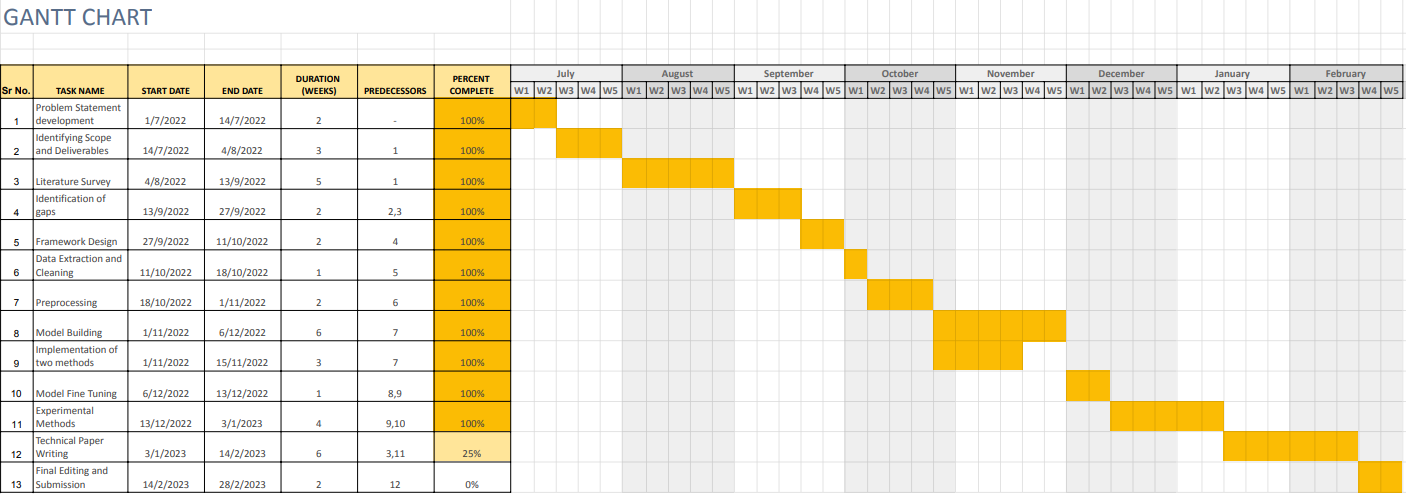 GANTT CHART
July August September October November December January February
Sr No. TASK NAME START DATE END DATE DURATION (WEEKS) PREDECESSORS PERCENT COMPLETE W1 W2 W3 W4 W5 W1 W2 W3 W4 W5 W1 W2 W3 W4 W5 W1 W2 W3 W4 W5 W1 W2 W3 W4 W5 W1 W2 W3 W4 W5 W1 W2 W3 W4 W5 W1 W2 W3 W4 W5
1 Problem Statement development 1/7/2022 14/7/2022 2 - 100%
2 Identifying Scope and Deliverables 14/7/2022 4/8/2022 3 1 100%
3 Literature Survey 4/8/2022 13/9/2022 5 1 100%
4 Identification of gaps 13/9/2022 27/9/2022 2 2,3 100%
5 Framework Design 27/9/2022 11/10/2022 2 4 100%
6 Data Extraction and Cleaning 11/10/2022 18/10/2022 1 5 100%
7 Preprocessing 18/10/2022 1/11/2022 2 6 100%
8 Model Building 1/11/2022 6/12/2022 6 7 100%
9 Implementation of two methods 1/11/2022 15/11/2022 3 7 100%
10 Model Fine Tuning 6/12/2022 13/12/2022 1 8,9 100%
11 Experimental Methods 13/12/2022 3/1/2023 4 9,10 100%
12 Technical Paper Writing 3/1/2023 14/2/2023 6 3,11 25%
13 Final Editing and Submission 14/2/2023 28/2/2023 2 12 0%